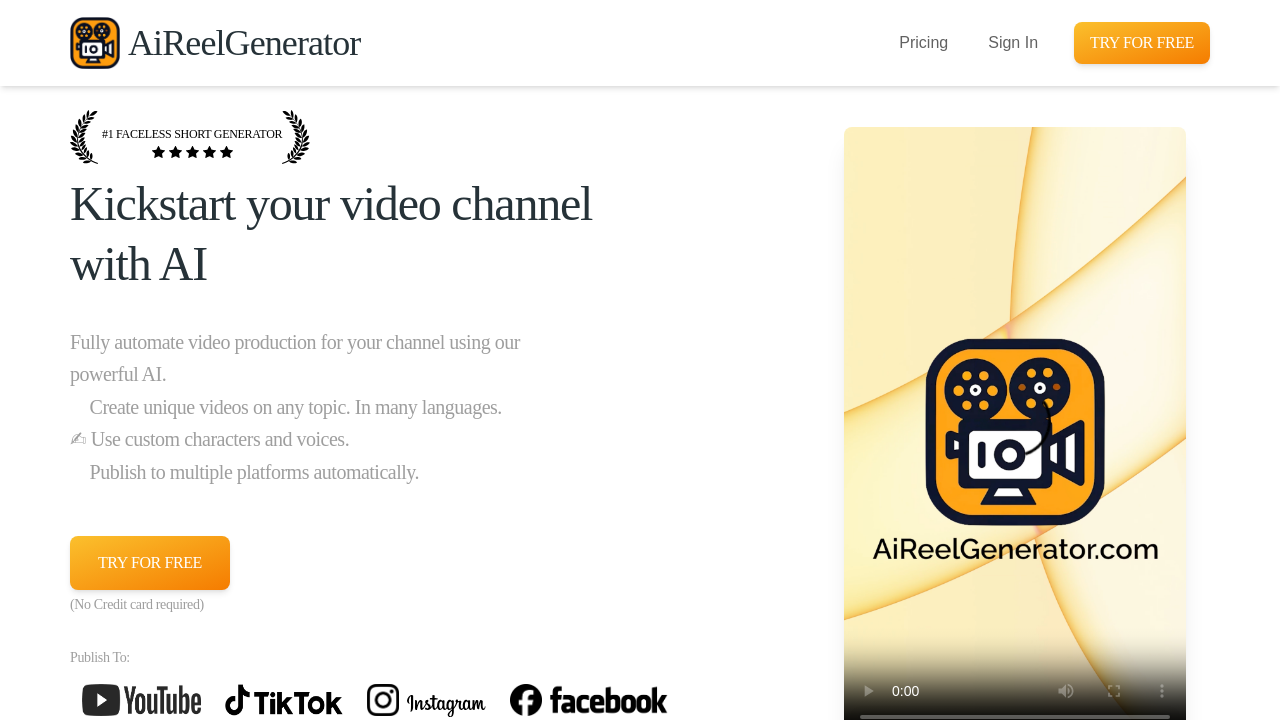 AiReelGenerator
Pricing
Sign In
TRY FOR FREE
#1 FACELESS SHORT GENERATOR
Kickstart your video channel
with AI
Fully automate video production for your channel using our
powerful AI.
Create unique videos on any topic. In many languages.
✍ Use custom characters and voices.
Publish to multiple platforms automatically.
TRY FOR FREE
(No Credit card required)
Publish To:
YouTube
TikTok
Instagram
facebook
AiReelGenerator.com
0:00